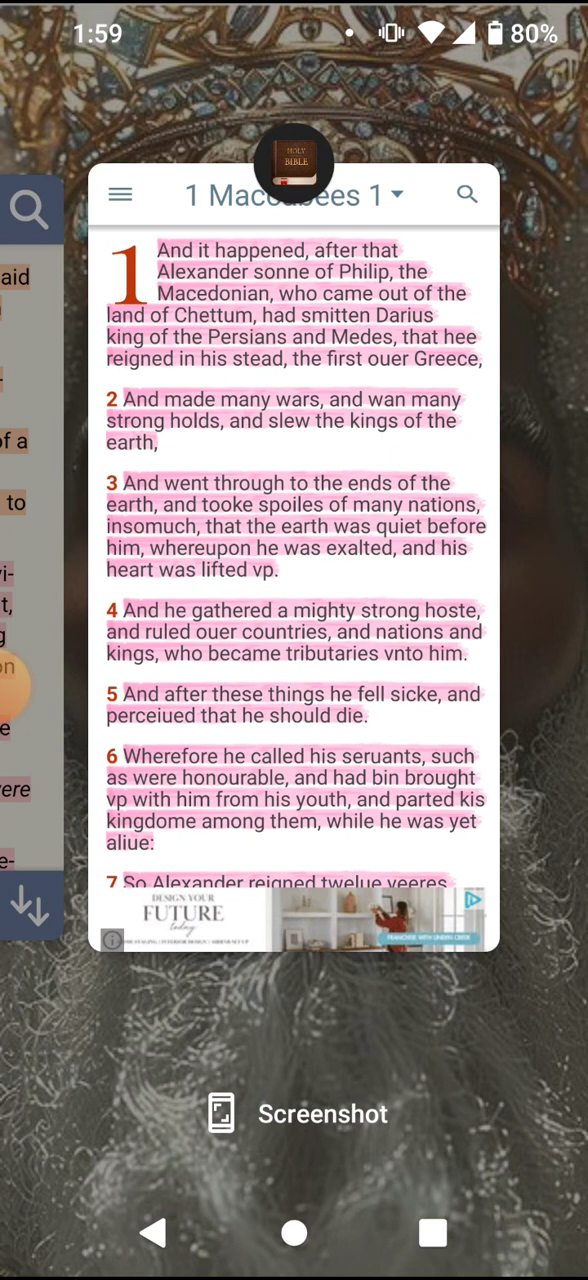 1:59
80%
HOLY
BIBLE
1 Maccabees 1
aid
of a
to
vi-
t,
g
on
e
vere
e-
1 And it happened, after that
Alexander sonne of Philip, the
Macedonian, who came out of the
land of Chettum, had smitten Darius
king of the Persians and Medes, that hee
reigned in his stead, the first ouer Greece,
2 And made many wars, and wan many
strong holds, and slew the kings of the
earth,
3 And went through to the ends of the
earth, and tooke spoiles of many nations,
insomuch, that the earth was quiet before
him, whereupon he was exalted, and his
heart was lifted vp.
4 And he gathered a mighty strong hoste,
and ruled ouer countries, and nations and
kings, who became tributaries vnto him.
5 And after these things he fell sicke, and
perceiued that he should die.
6 Wherefore he called his seruants, such
as were honourable, and had bin brought
vp with him from his youth, and parted kis
kingdome among them, while he was yet
aliue:
7 So Alexander reigned twelue yeeres
DESIGN YOUR
FUTURE
today
FRANCHISE WITH
Screenshot